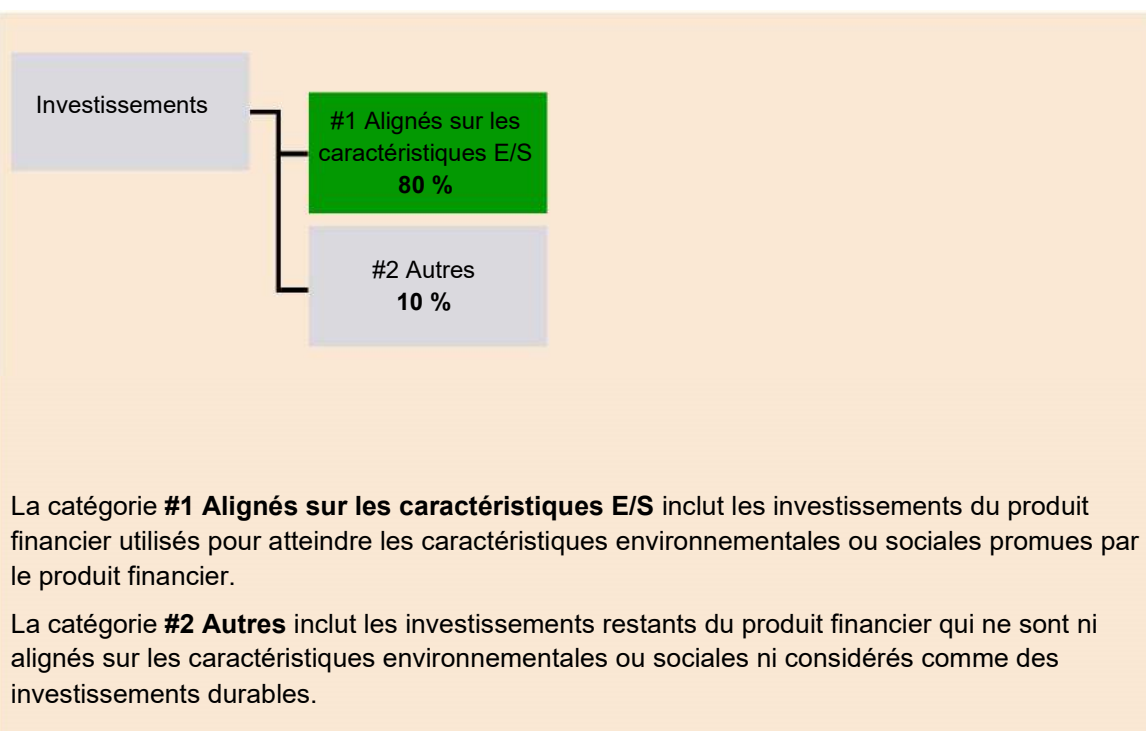 Investissements
#1 Alignés sur les
caractéristiques E/S
80 %
#2 Autres
10 %
La catégorie #1 Alignés sur les caractéristiques E/S inclut les investissements du produit
financier utilisés pour atteindre les caractéristiques environnementales ou sociales promues par
le produit financier.
La catégorie #2 Autres inclut les investissements restants du produit financier qui ne sont ni
alignés sur les caractéristiques environnementales ou sociales ni considérés comme des
investissements durables.